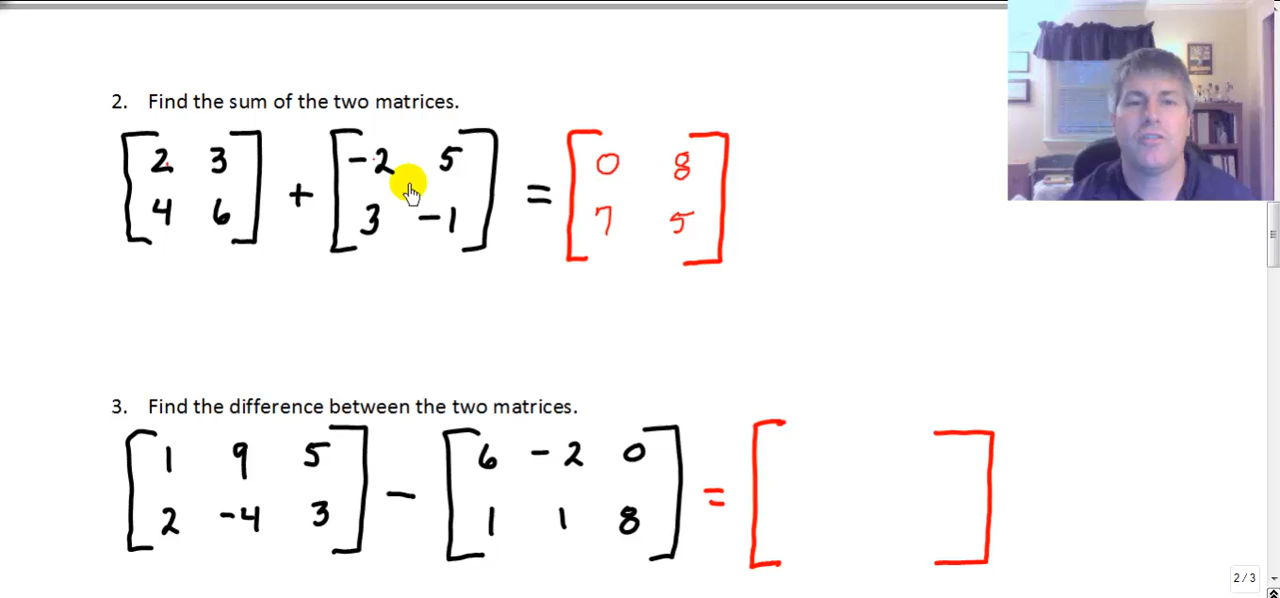 2. Find the sum of the two matrices.
2 3 -2 5 0 8
+ =
4 6 3 -1 7 5
3. Find the difference between the two matrices.
1 9 5 6 -2 0
- =
2 -4 3 1 1 8
2 / 3